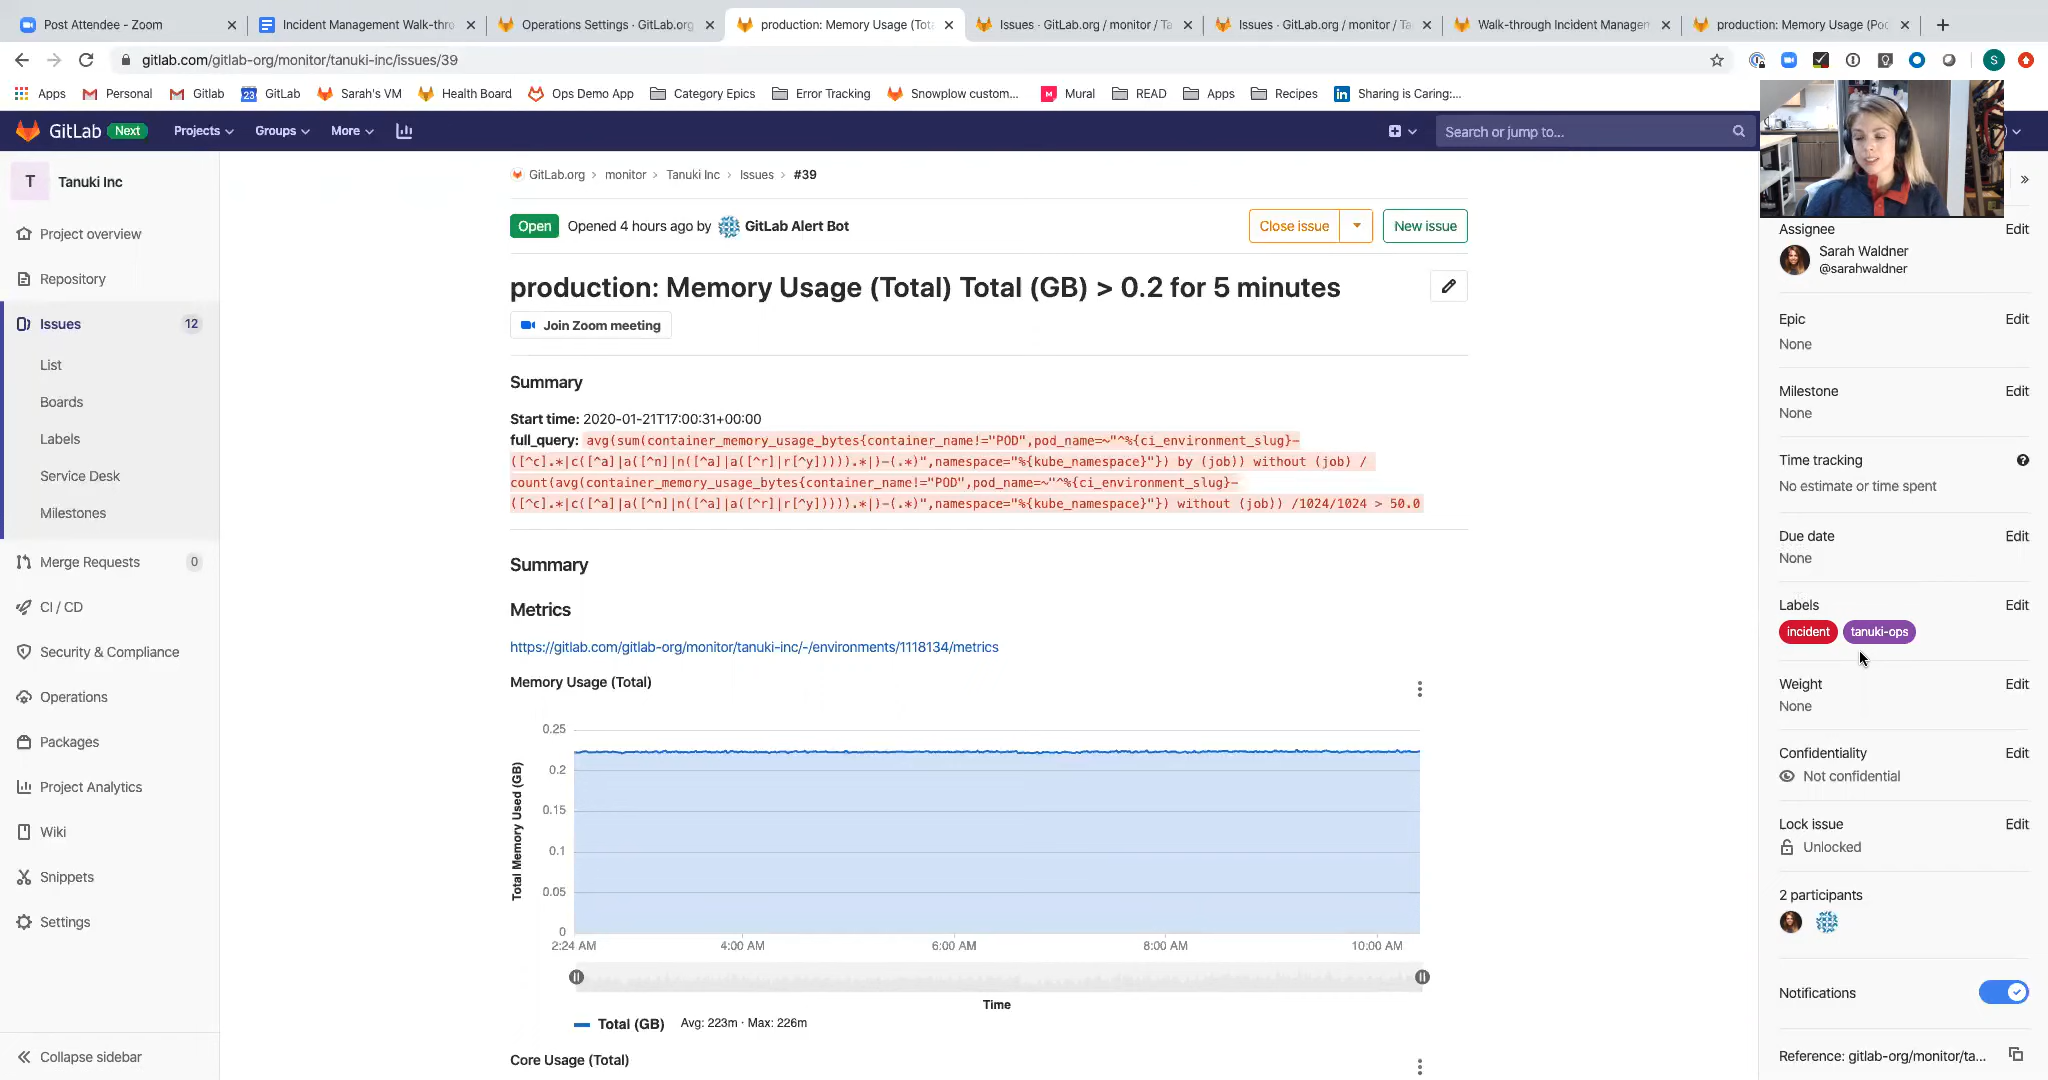 Post Attendee - Zoom
Incident Management Walk-thro
Operations Settings · GitLab.org
production: Memory Usage (Tota
Issues · GitLab.org / monitor / Ta
Issues · GitLab.org / monitor / Ta
Walk-through Incident Managem
production: Memory Usage (Poc
gitlab.com/gitlab-org/monitor/tanuki-inc/issues/39
S
Apps
Personal
Gitlab
23
GitLab
Sarah's VM
Health Board
Ops Demo App
Category Epics
Error Tracking
Snowplow custom...
M
Mural
READ
Apps
Recipes
in
Sharing is Caring:...
GitLab
Next
Projects
Groups
More
Search or jump to...
T
Tanuki Inc
Project overview
Repository
Issues
12
List
Boards
Labels
Service Desk
Milestones
Merge Requests
0
CI / CD
Security & Compliance
Operations
Packages
Project Analytics
Wiki
Snippets
Settings
Collapse sidebar
GitLab.org > monitor > Tanuki Inc > Issues > #39
Open
Opened 4 hours ago by
GitLab Alert Bot
Close issue
New issue
production: Memory Usage (Total) Total (GB) > 0.2 for 5 minutes
Join Zoom meeting
Summary
Start time: 2020-01-21T17:00:31+00:00
full_query: avg(sum(container_memory_usage_bytes{container_name!="POD",pod_name=~"^%{ci_environment_slug}-
([^c].*|c([^a]|a([^n]|n([^a]|a([^r]|r[^y])))).*|)-(.*)",namespace="%{kube_namespace}"}) by (job)) without (job) /
count(avg(container_memory_usage_bytes{container_name!="POD",pod_name=~"^%{ci_environment_slug}-
([^c].*|c([^a]|a([^n]|n([^a]|a([^r]|r[^y])))).*|)-(.*)",namespace="%{kube_namespace}"}) without (job)) /1024/1024 > 50.0
Summary
Metrics
https://gitlab.com/gitlab-org/monitor/tanuki-inc/-/environments/1118134/metrics
Memory Usage (Total)
Total Memory Used (GB)
0.25
0.2
0.15
0.1
0.05
0
2:24 AM
4:00 AM
6:00 AM
8:00 AM
10:00 AM
Time
Total (GB)
Avg: 223m · Max: 226m
Core Usage (Total)
Assignee
Edit
Sarah Waldner
@sarahwaldner
Epic
Edit
None
Milestone
Edit
None
Time tracking
?
No estimate or time spent
Due date
Edit
None
Labels
Edit
incident
tanuki-ops
Weight
Edit
None
Confidentiality
Edit
Not confidential
Lock issue
Edit
Unlocked
2 participants
Notifications
Reference: gitlab-org/monitor/ta...